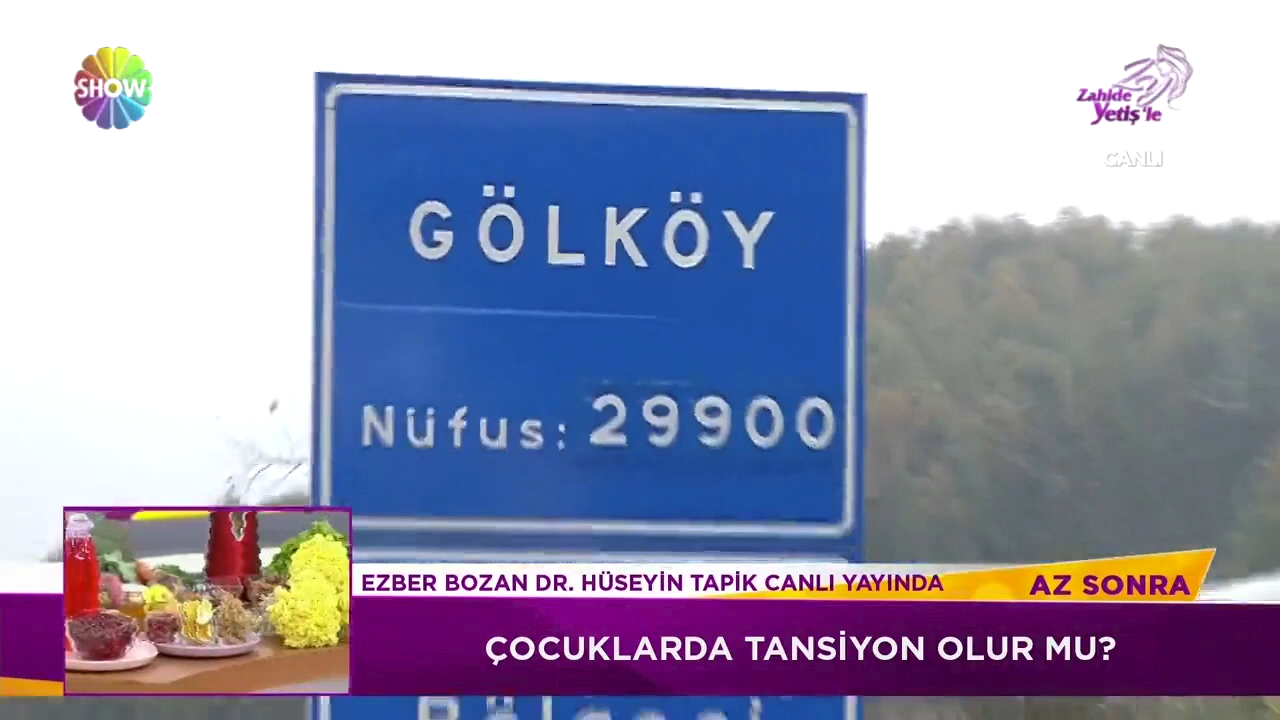 SHOW
Zahide
Yetiş'le
CANLI
GÖLKÖY
Nüfus: 29900
EZBER BOZAN DR. HÜSEYİN TAPIK CANLI YAYINDA
AZ SONRA
ÇOCUKLARDA TANSİYON OLUR MU?